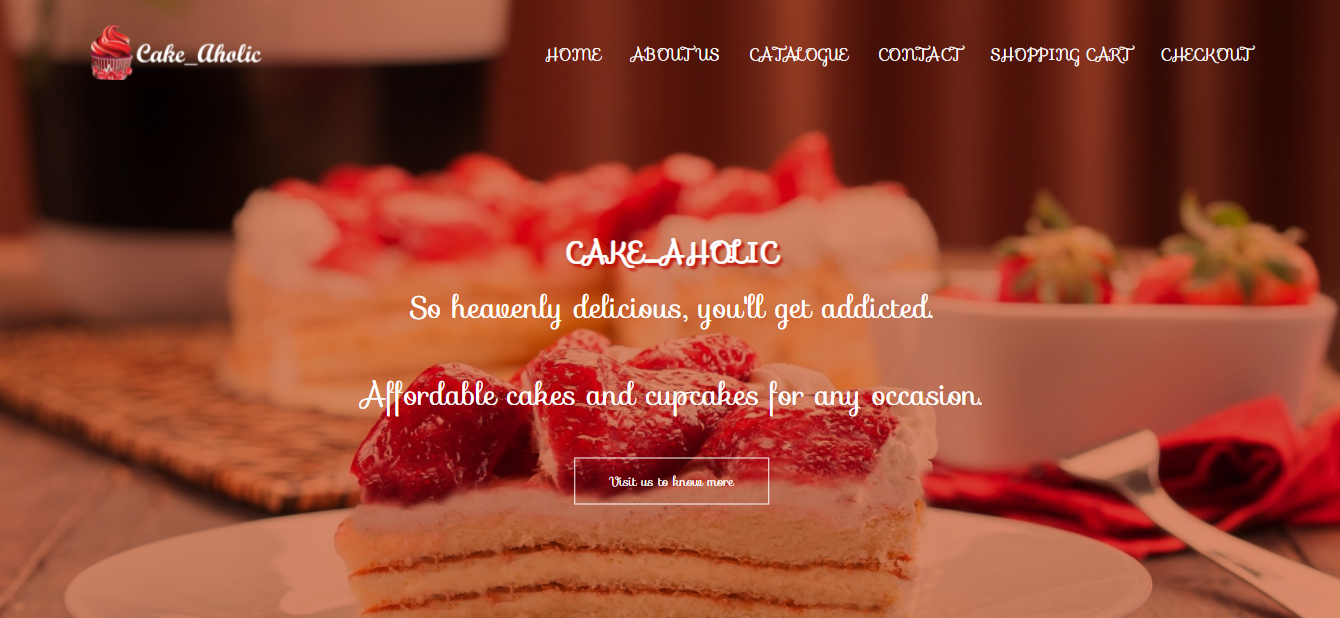 Cake_Aholic
HOME ABOUT US CATALOGUE CONTACT SHOPPING CART CHECKOUT
CAKE_AHOLIC
So heavenly delicious, you'll get addicted.
Affordable cakes and cupcakes for any occasion.
Visit us to know more